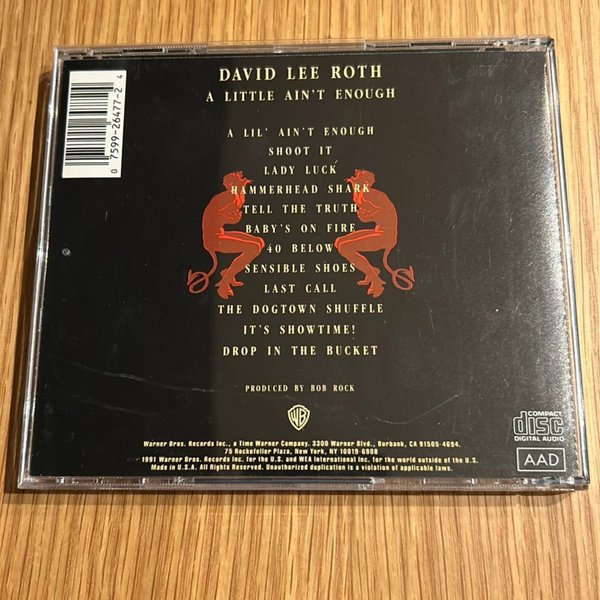 DAVID LEE ROTH
A LITTLE AIN'T ENOUGH
A LIL' AIN'T ENOUGH
SHOOT IT
LADY LUCK
HAMMERHEAD SHARK
TELL THE TRUTH
BABY'S ON FIRE
40 BELOW
SENSIBLE SHOES
LAST CALL
THE DOGTOWN SHUFFLE
IT'S SHOWTIME!
DROP IN THE BUCKET
PRODUCED BY BOB ROCK
WB
Warner Bros. Records Inc., a Time Warner Company. 3300 Warner Blvd., Burbank, CA 91505-4694.
75 Rockefeller Plaza, New York, NY 10019-6908
1991 Warner Bros. Records Inc. for the U.S. and WEA International Inc. for the world outside of the U.S.
Made in U.S.A. All Rights Reserved. Unauthorized duplication is a violation of applicable laws.
0 7599-26477-2 4
COMPACT
disc
DIGITAL AUDIO
AAD